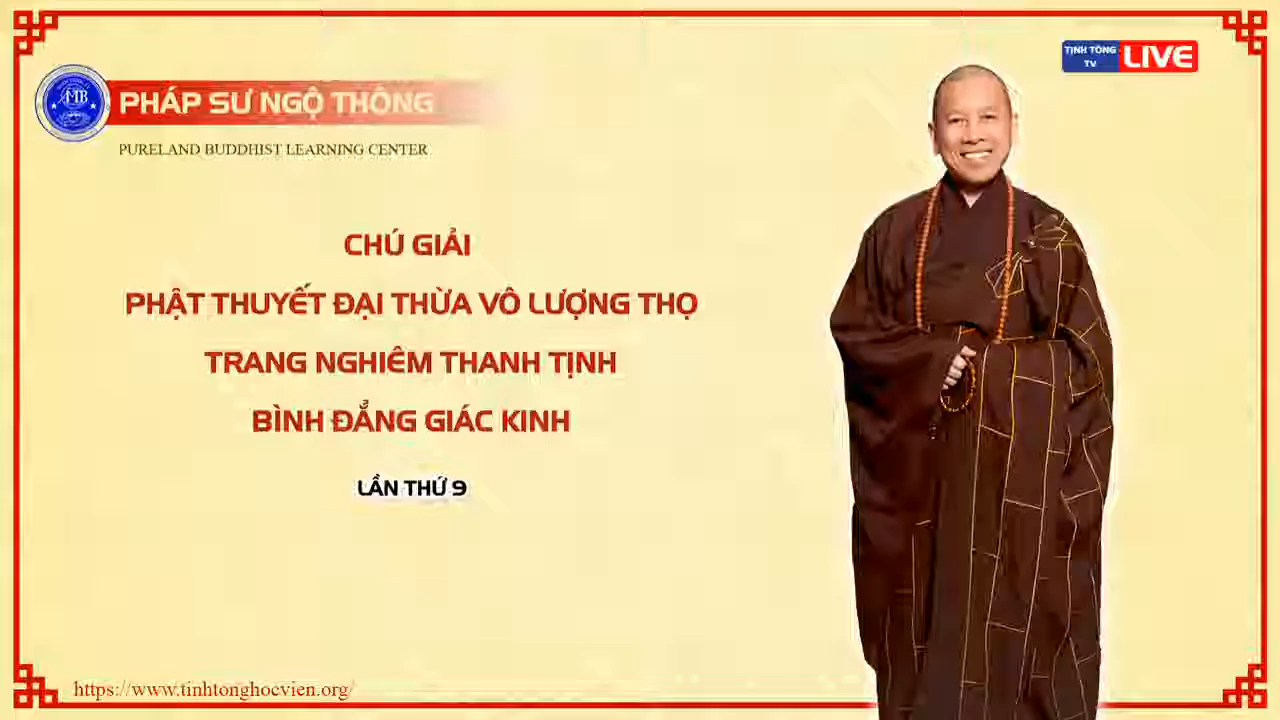 TỊNH TÔNG
TV
LIVE
PHÁP SƯ NGỘ THÔNG
PURELAND BUDDHIST LEARNING CENTER
CHÚ GIẢI
PHẬT THUYẾT ĐẠI THỪA VÔ LƯỢNG THỌ
TRANG NGHIÊM THANH TỊNH
BÌNH ĐẲNG GIÁC KINH
LẦN THỨ 9
https://www.tinhtonghocvien.org/